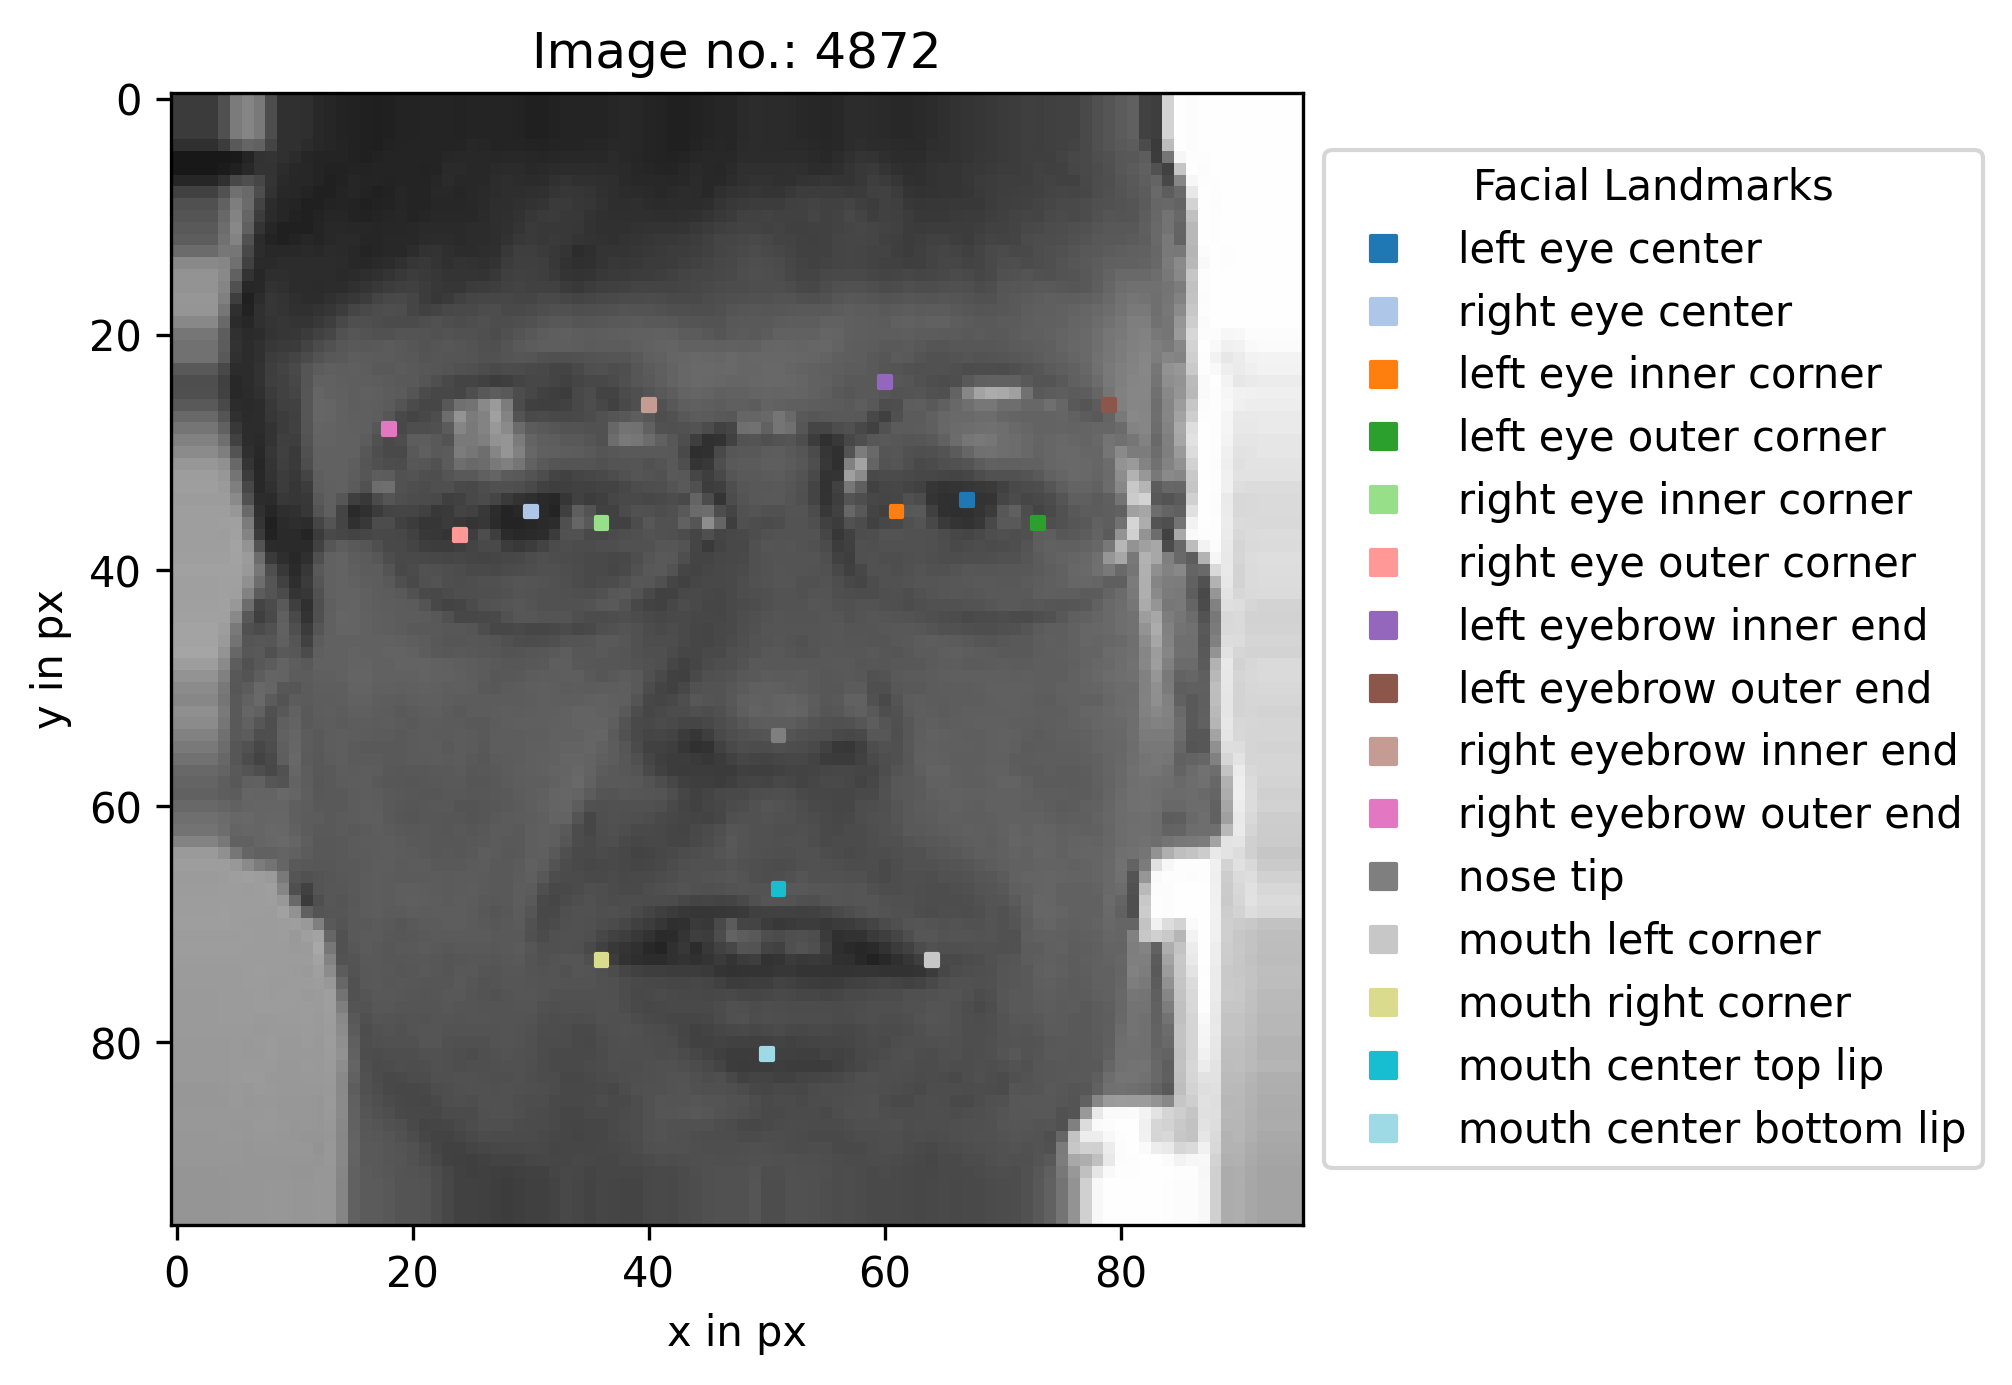 Image no.: 4872
0
20
40
60
80
y in px
0 20 40 60 80
x in px
Facial Landmarks
left eye center
right eye center
left eye inner corner
left eye outer corner
right eye inner corner
right eye outer corner
left eyebrow inner end
left eyebrow outer end
right eyebrow inner end
right eyebrow outer end
nose tip
mouth left corner
mouth right corner
mouth center top lip
mouth center bottom lip